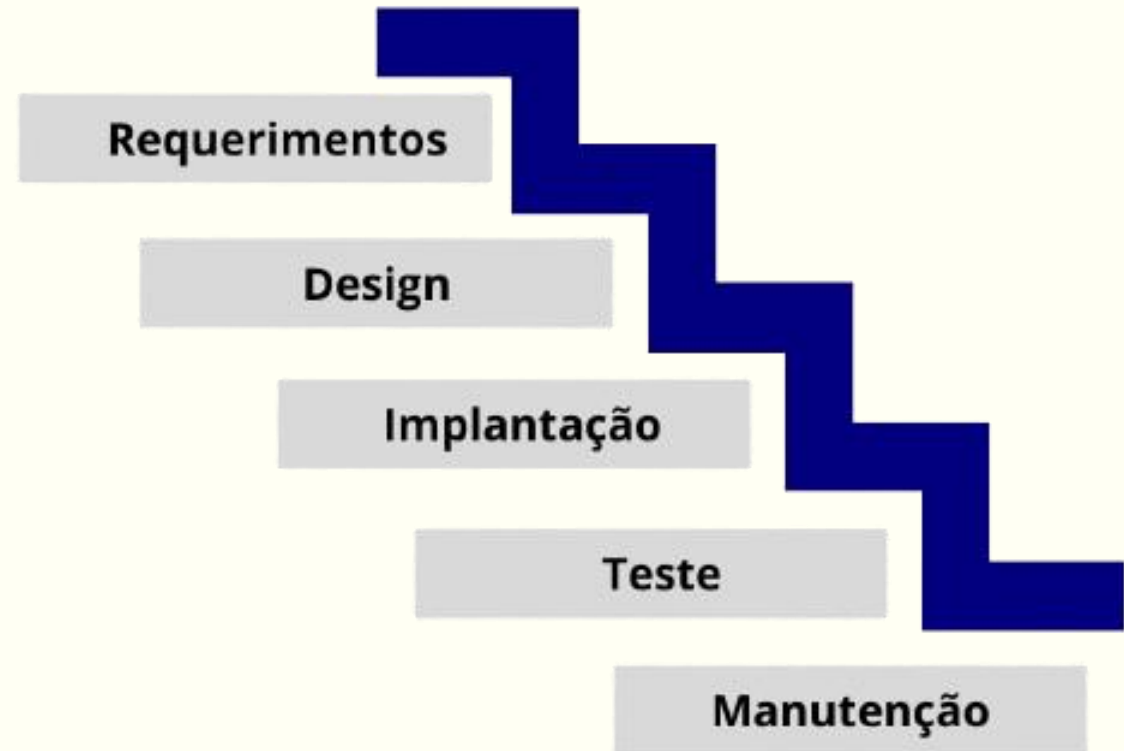 Requerimentos
Design
Implantação
Teste
Manutenção